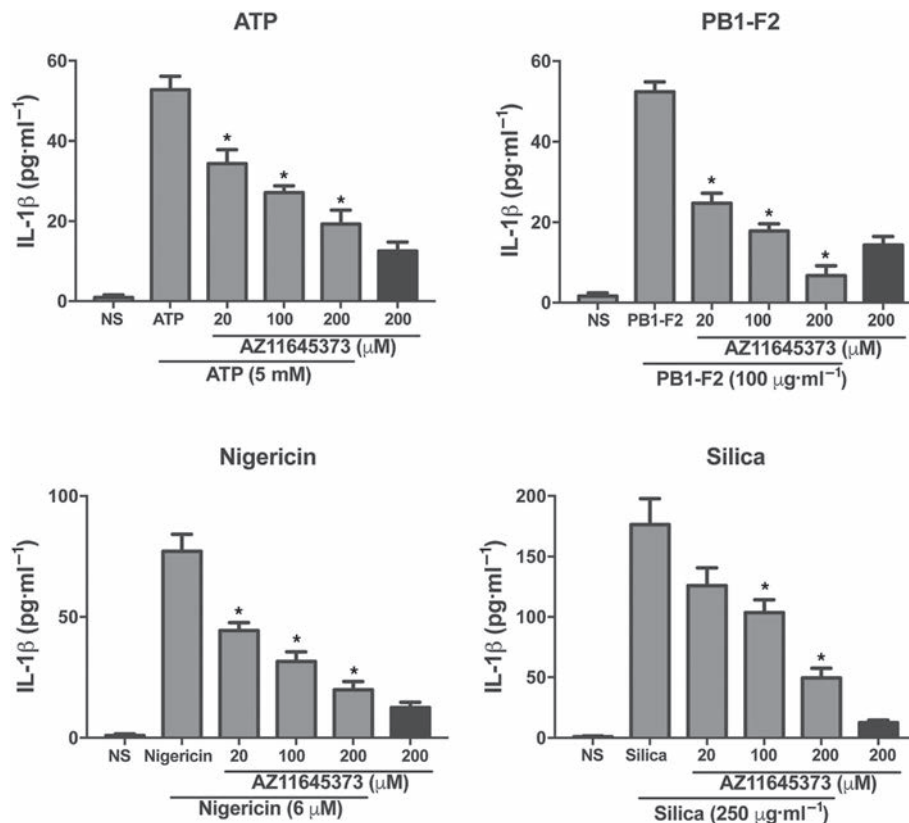 ATP
IL-1β (pg·ml⁻¹)
60
40
20
0
NS ATP 20 100 200 200
AZ11645373 (μM)
ATP (5 mM)
* * *
PB1-F2
IL-1β (pg·ml⁻¹)
60
40
20
0
NS PB1-F2 20 100 200 200
AZ11645373 (μM)
PB1-F2 (100 μg·ml⁻¹)
* * *
Nigericin
IL-1β (pg·ml⁻¹)
100
50
0
NS Nigericin 20 100 200 200
AZ11645373 (μM)
Nigericin (6 μM)
* * *
Silica
IL-1β (pg·ml⁻¹)
200
150
100
50
0
NS Silica 20 100 200 200
AZ11645373 (μM)
Silica (250 μg·ml⁻¹)
* *